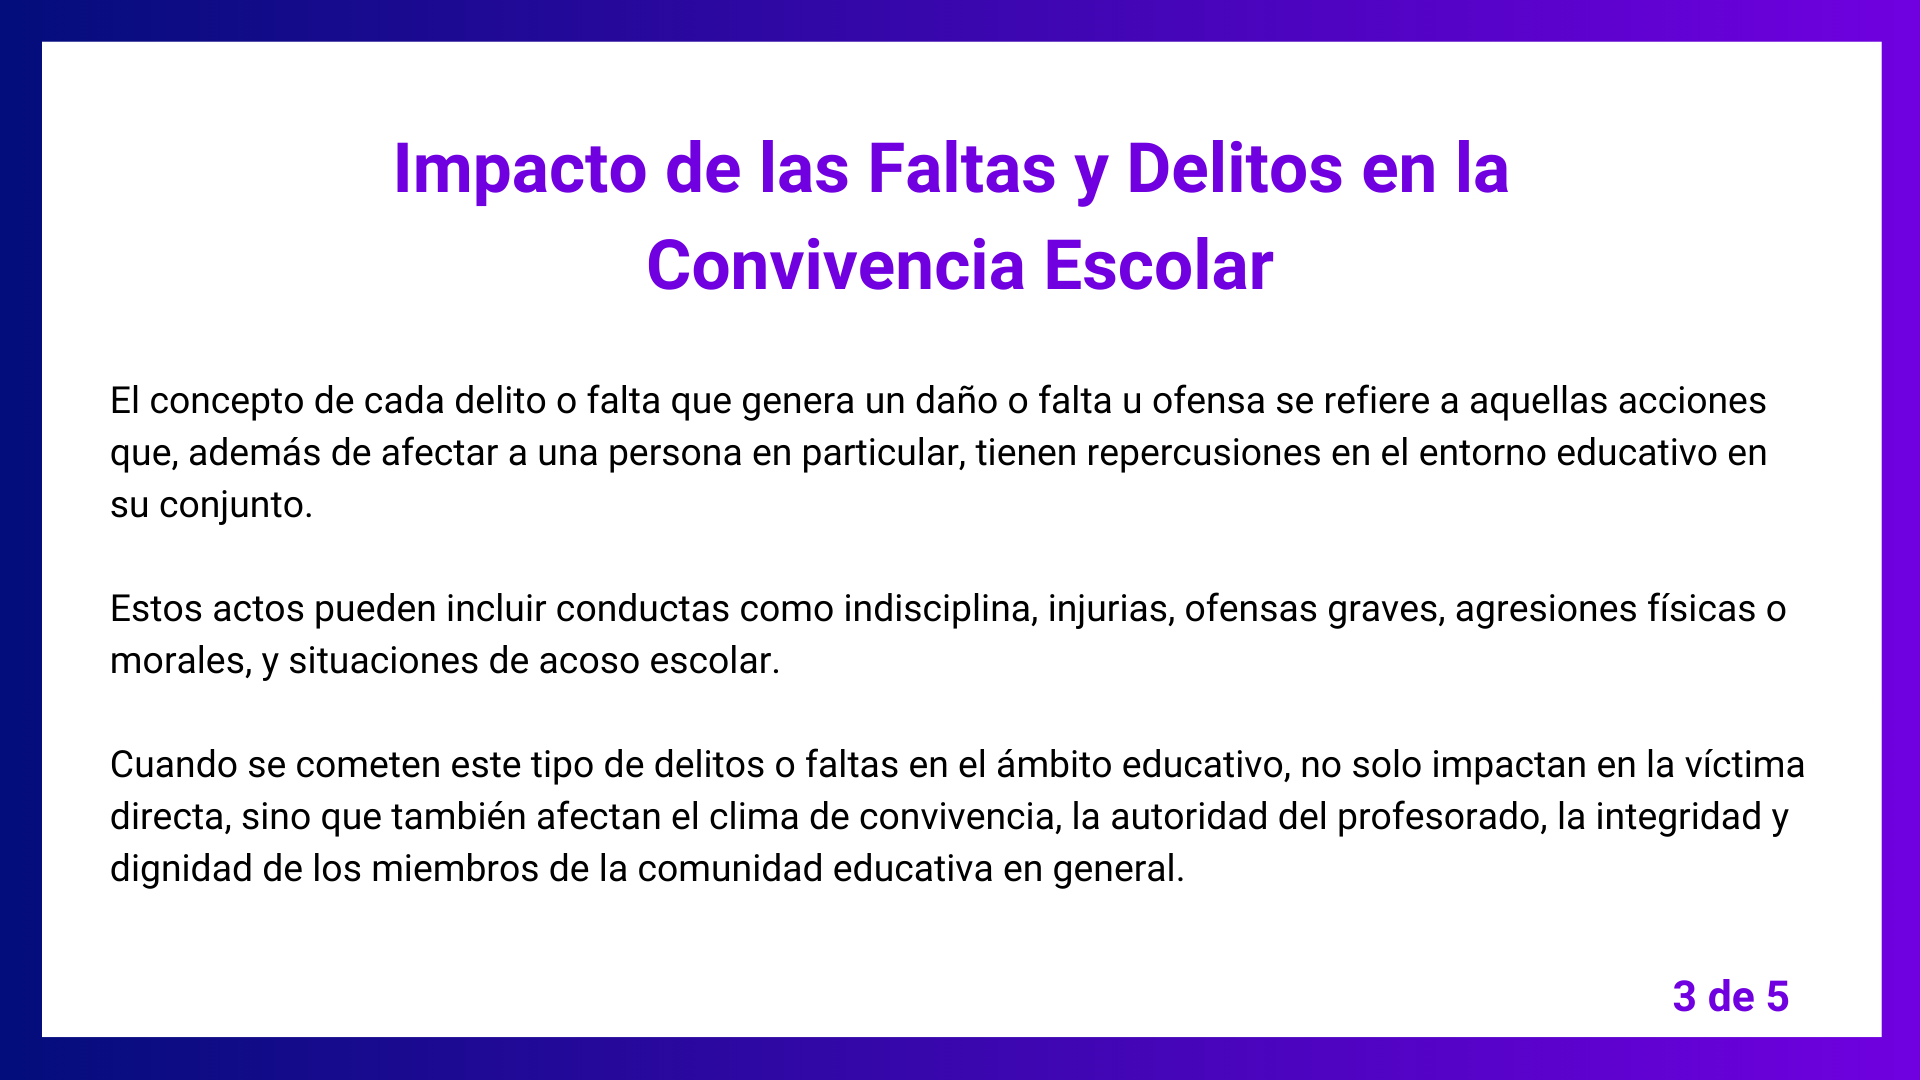 Impacto de las Faltas y Delitos en la
Convivencia Escolar
El concepto de cada delito o falta que genera un daño o falta u ofensa se refiere a aquellas acciones
que, además de afectar a una persona en particular, tienen repercusiones en el entorno educativo en
su conjunto.
Estos actos pueden incluir conductas como indisciplina, injurias, ofensas graves, agresiones físicas o
morales, y situaciones de acoso escolar.
Cuando se cometen este tipo de delitos o faltas en el ámbito educativo, no solo impactan en la víctima
directa, sino que también afectan el clima de convivencia, la autoridad del profesorado, la integridad y
dignidad de los miembros de la comunidad educativa en general.
3 de 5